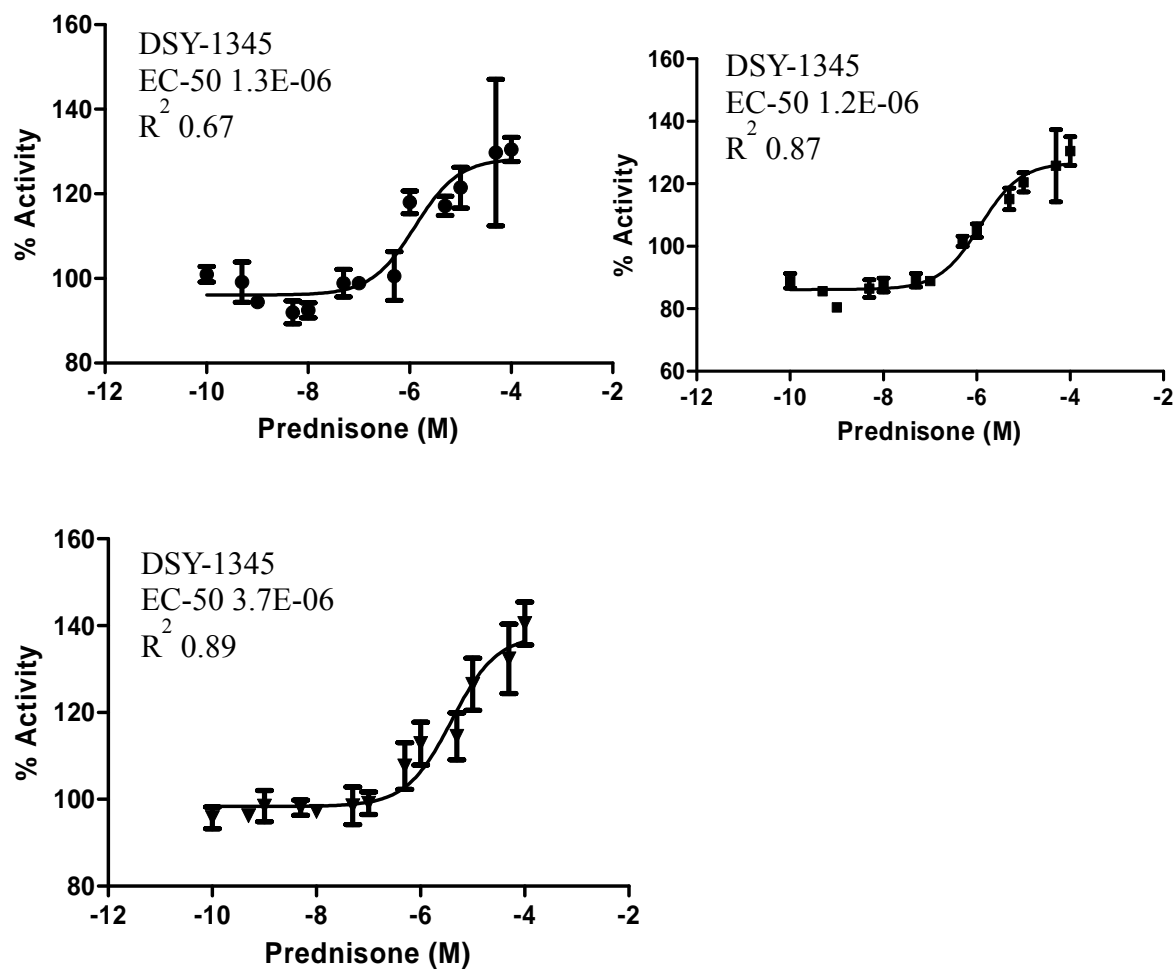 160
140
120
100
80
% Activity
DSY-1345
EC-50 1.3E-06
R² 0.67
-12 -10 -8 -6 -4 -2
Prednisone (M)
160
140
120
100
80
60
% Activity
DSY-1345
EC-50 1.2E-06
R² 0.87
-12 -10 -8 -6 -4 -2
Prednisone (M)
160
140
120
100
80
% Activity
DSY-1345
EC-50 3.7E-06
R² 0.89
-12 -10 -8 -6 -4 -2
Prednisone (M)